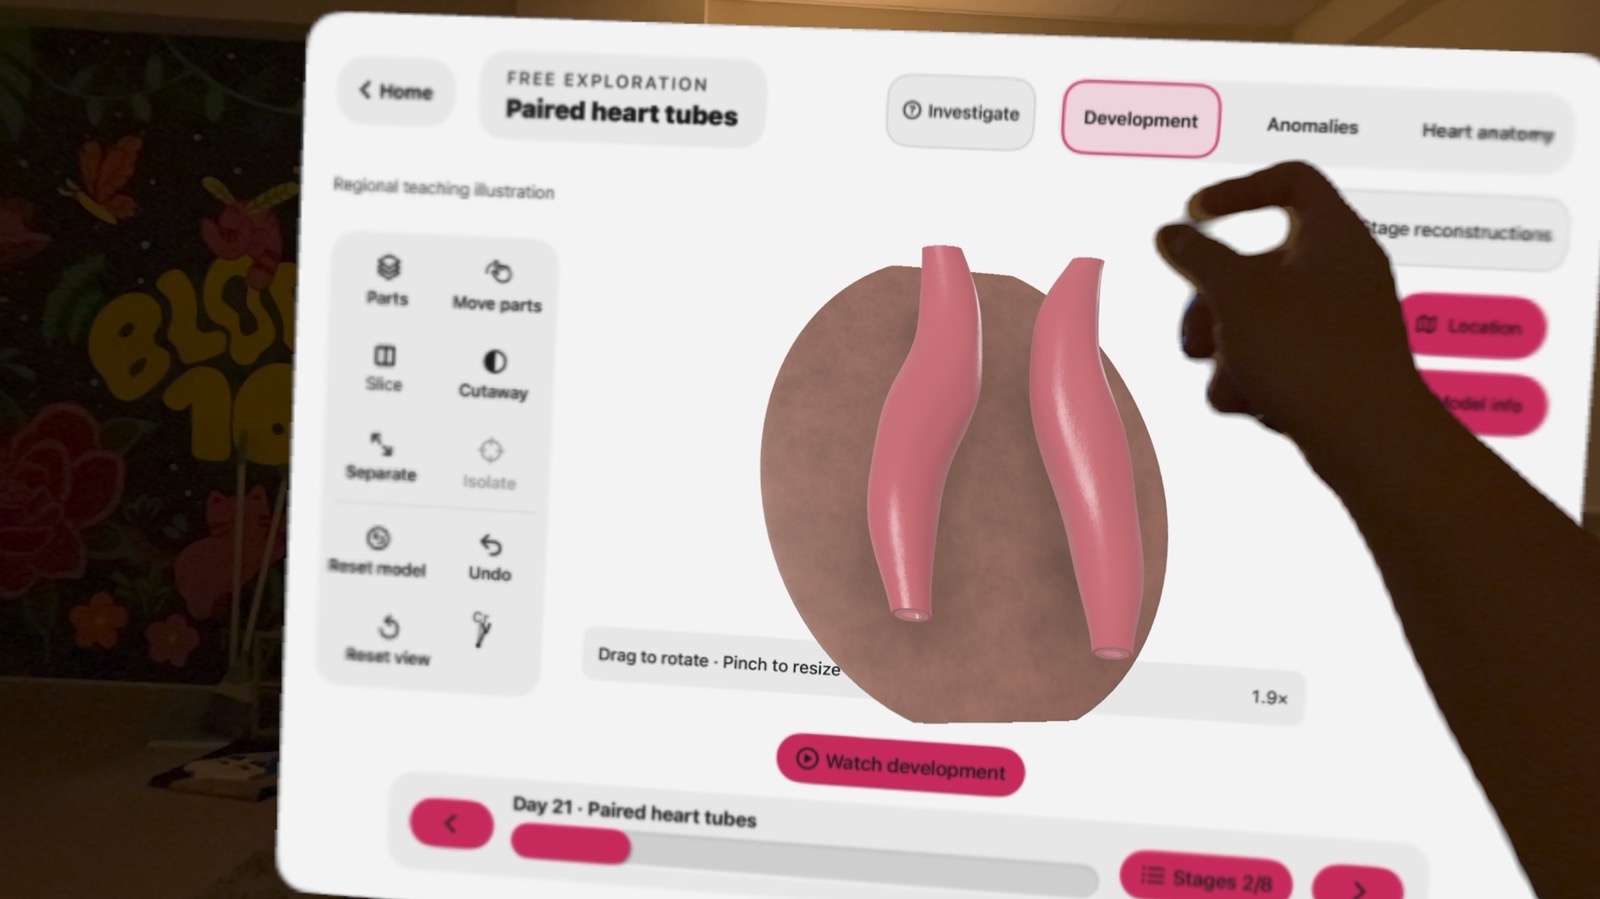 Home
FREE EXPLORATION
Paired heart tubes
Investigate
Development
Anomalies
Heart anatomy
Regional teaching illustration
Stage reconstructions
Parts
Move parts
Location
Slice
Cutaway
Model info
Separate
Isolate
Reset model
Undo
Reset view
Drag to rotate · Pinch to resize
1.9×
Watch development
Day 21 · Paired heart tubes
Stages 2/8